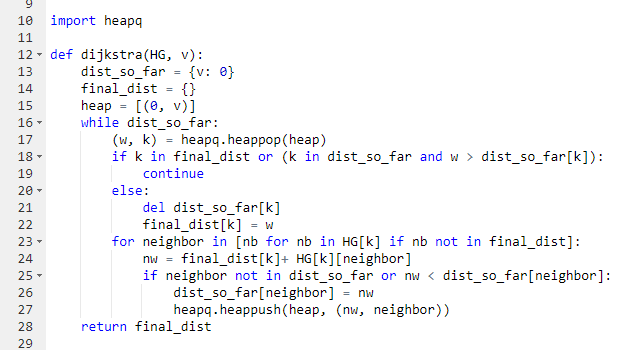 9
10 import heapq
11
12 def dijkstra(HG, v):
13     dist_so_far = {v: 0}
14     final_dist = {}
15     heap = [(0, v)]
16     while dist_so_far:
17         (w, k) = heapq.heappop(heap)
18         if k in final_dist or (k in dist_so_far and w > dist_so_far[k]):
19             continue
20         else:
21             del dist_so_far[k]
22             final_dist[k] = w
23         for neighbor in [nb for nb in HG[k] if nb not in final_dist]:
24             nw = final_dist[k]+ HG[k][neighbor]
25             if neighbor not in dist_so_far or nw < dist_so_far[neighbor]:
26                 dist_so_far[neighbor] = nw
27                 heapq.heappush(heap, (nw, neighbor))
28     return final_dist
29